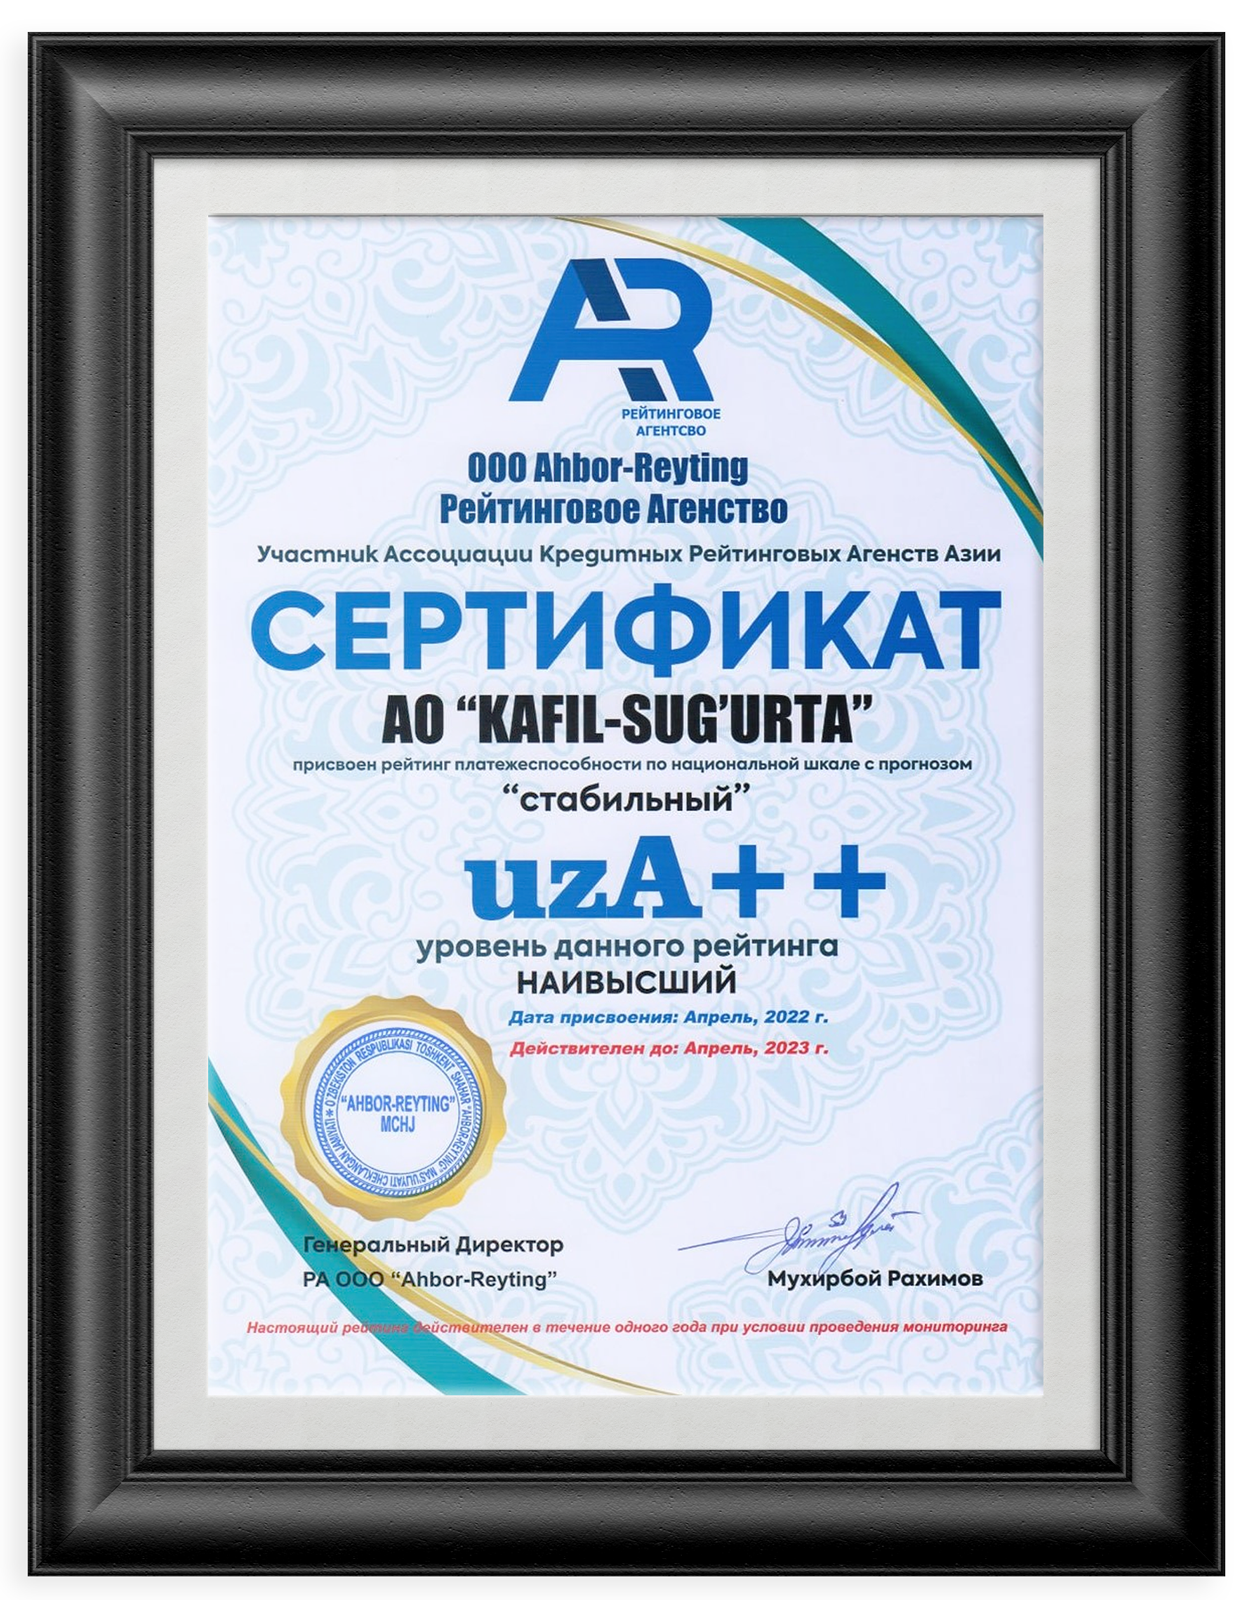 AR
РЕЙТИНГОВОЕ
АГЕНТСВО
ООО Ahbor-Reyting
Рейтинговое Агенство
Участник Ассоциации Кредитных Рейтинговых Агенств Азии
СЕРТИФИКАТ
АО “KAFIL-SUG’URTA”
присвоен рейтинг платежеспособности по национальной шкале с прогнозом
“стабильный”
uzA++
уровень данного рейтинга
НАИВЫСШИЙ
Дата присвоения: Апрель, 2022 г.
Действителен до: Апрель, 2023 г.
O‘ZBEKISTON RESPUBLIKASI TOSHKENT SHAHAR “AHBOR-REYTING” MAS’ULIYATI CHEKLANGAN JAMIYATI
“AHBOR-REYTING”
MCHJ
Генеральный Директор
РА ООО “Ahbor-Reyting”
Мухирбой Рахимов
Настоящий рейтинг действителен в течение одного года при условии проведения мониторинга